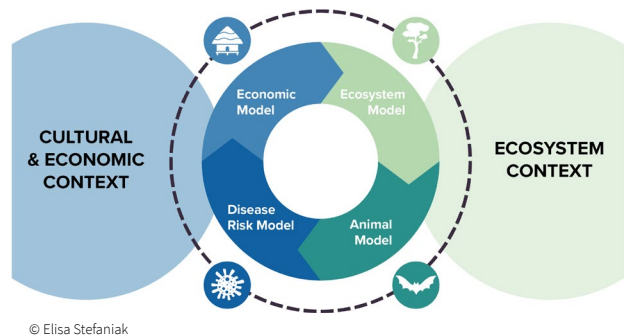 CULTURAL
& ECONOMIC
CONTEXT
Economic
Model
Ecosystem
Model
Disease
Risk Model
Animal
Model
ECOSYSTEM
CONTEXT
© Elisa Stefaniak